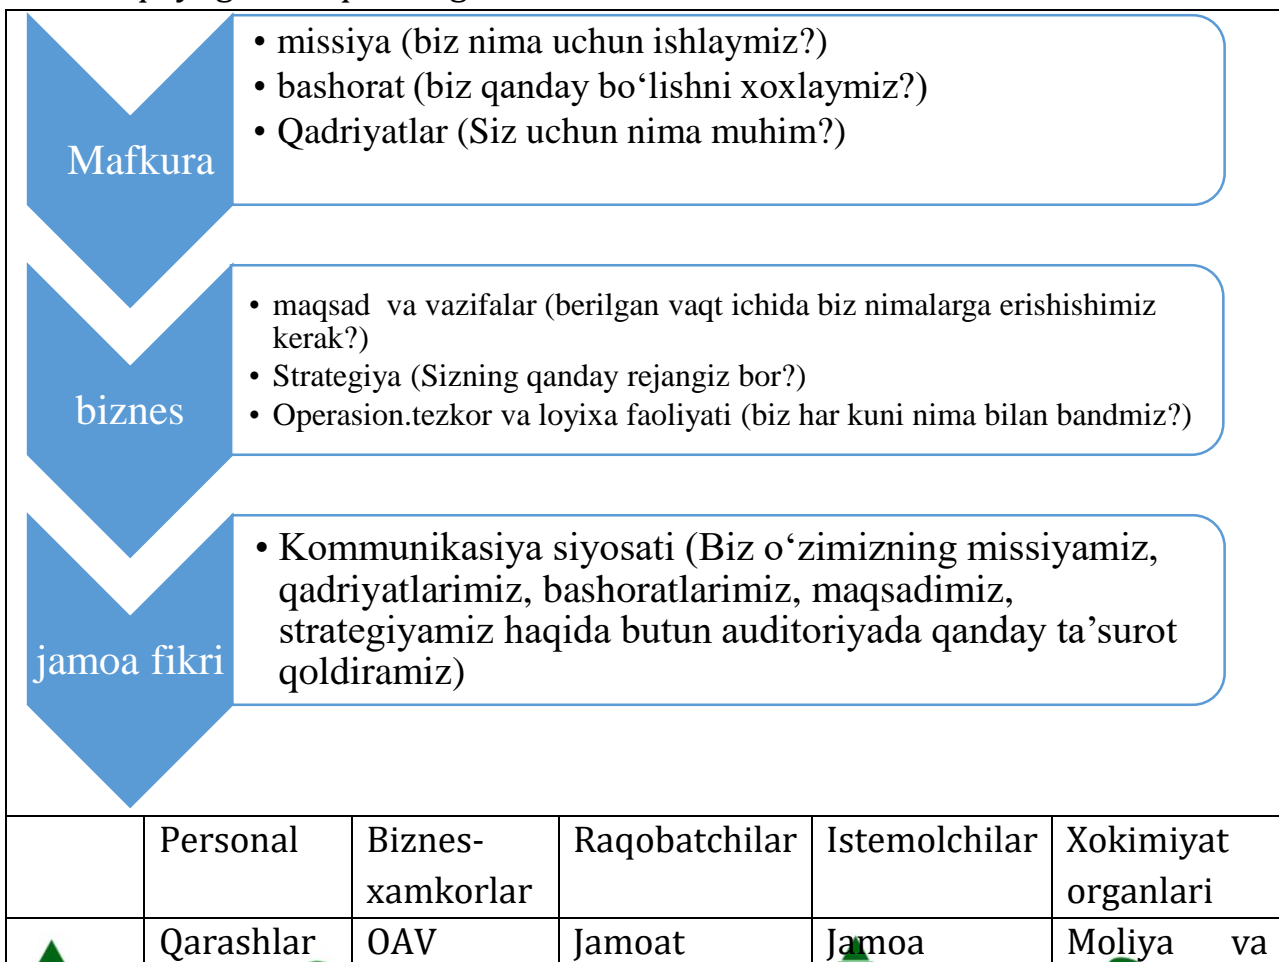 • missiya (biz nima uchun ishlaymiz?)
• bashorat (biz qanday bo‘lishni xoxlaymiz?)
• Qadriyatlar (Siz uchun nima muhim?)
Mafkura
• maqsad va vazifalar (berilgan vaqt ichida biz nimalarga erishishimiz
kerak?)
• Strategiya (Sizning qanday rejangiz bor?)
• Operasion.tezkor va loyixa faoliyati (biz har kuni nima bilan bandmiz?)
biznes
• Kommunikasiya siyosati (Biz o‘zimizning missiyamiz,
qadriyatlarimiz, bashoratlarimiz, maqsadimiz,
strategiyamiz haqida butun auditoriyada qanday ta’surot
qoldiramiz)
jamoa fikri
Personal
Biznes-
xamkorlar
Raqobatchilar
Istemolchilar
Xokimiyat
organlari
Qarashlar
OAV
Jamoat
Jamoa
Moliya va